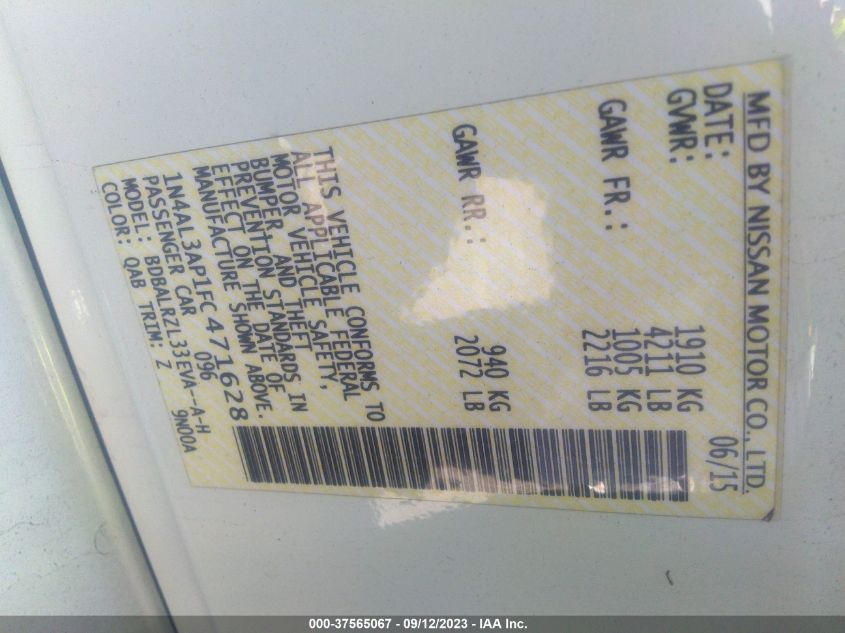 MFD BY NISSAN MOTOR CO., LTD.
DATE: 06/15
GVWR: 1910 KG
4211 LB
GAWR FR.: 1005 KG
2216 LB
GAWR RR.: 940 KG
2072 LB
THIS VEHICLE CONFORMS TO
ALL APPLICABLE FEDERAL
MOTOR VEHICLE SAFETY,
BUMPER, AND THEFT
PREVENTION STANDARDS IN
EFFECT ON THE DATE OF
MANUFACTURE SHOWN ABOVE.
1N4AL3AP1FC471628
PASSENGER CAR 096
MODEL: BDBALRZL33EVA--A-H
COLOR: QAB TRIM: Z 9N00A
000-37565067 - 09/12/2023 - IAA Inc.